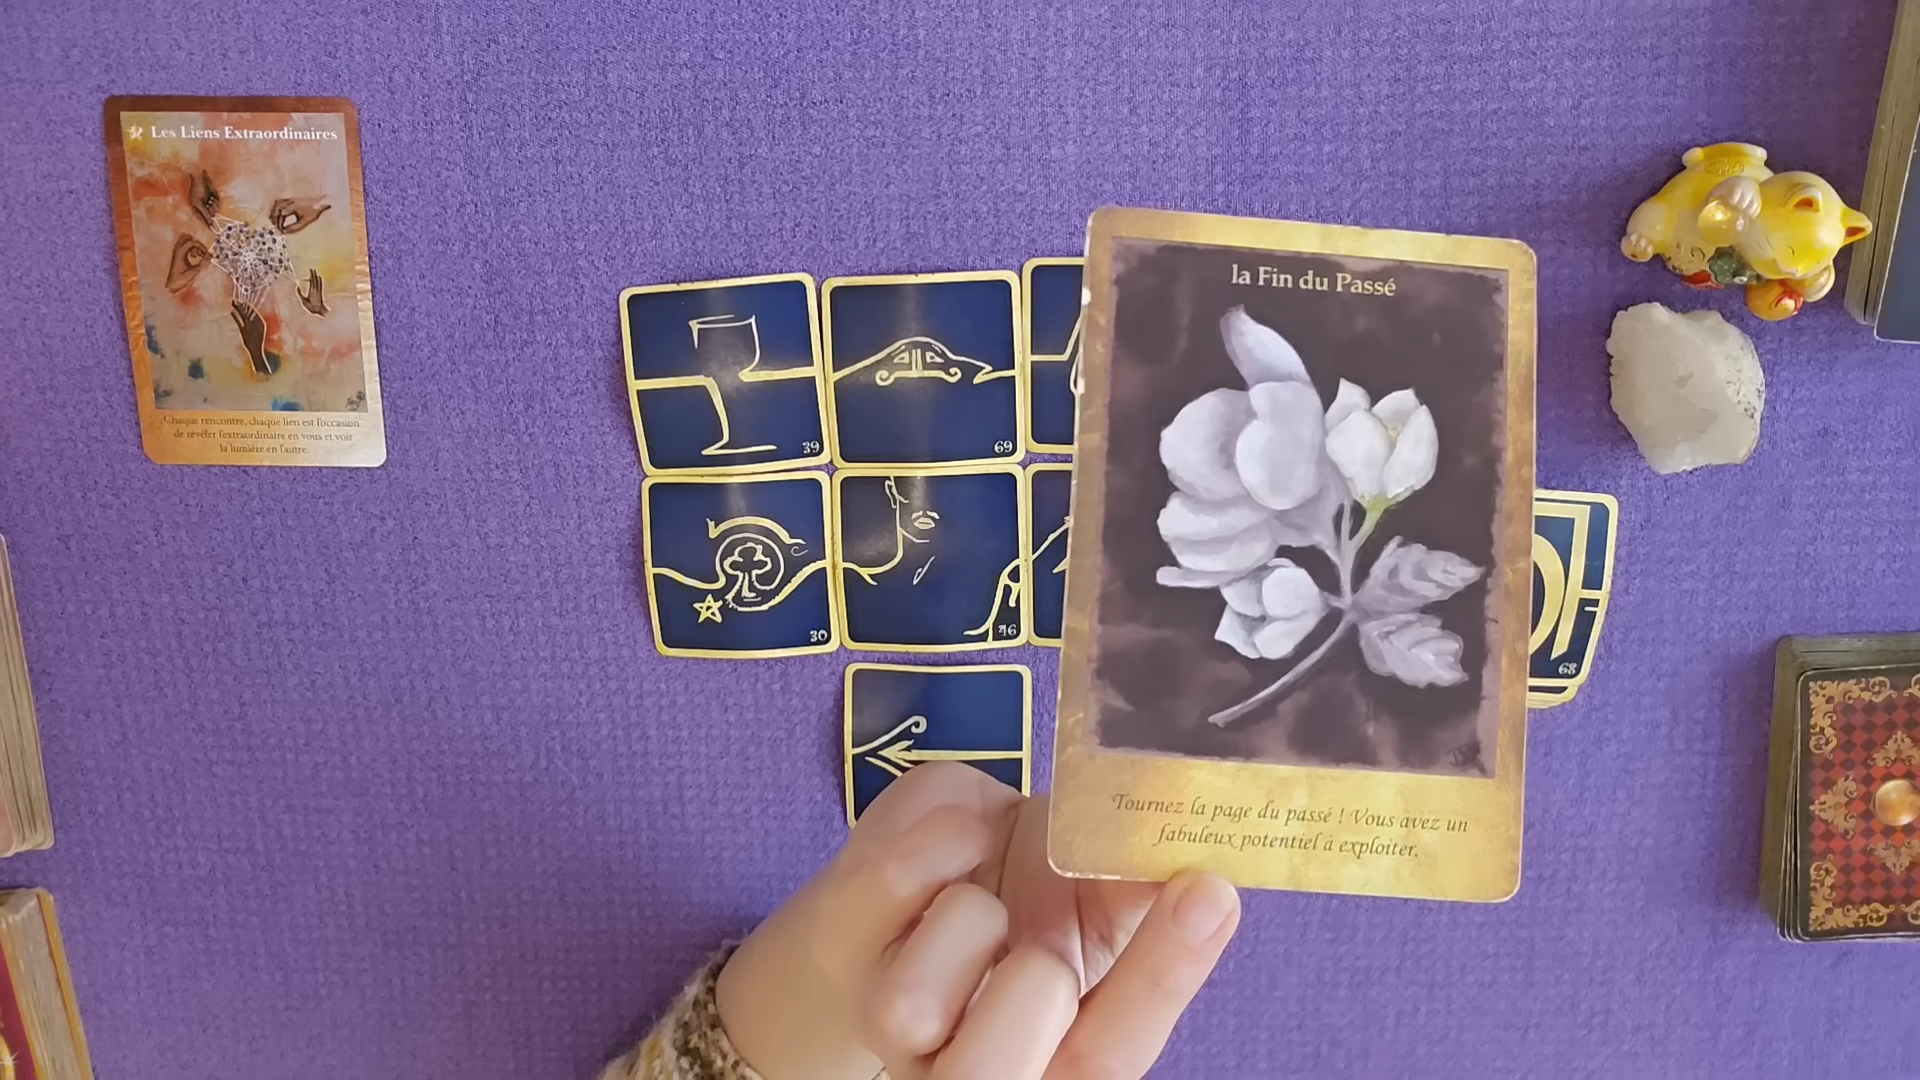 Les Liens Extraordinaires
Chaque rencontre, chaque lien est l'occasion
de révéler l'extraordinaire en vous et voir
la lumière en l'autre.
39
69
30
46
la Fin du Passé
Tournez la page du passé ! Vous avez un
fabuleux potentiel à exploiter.
68